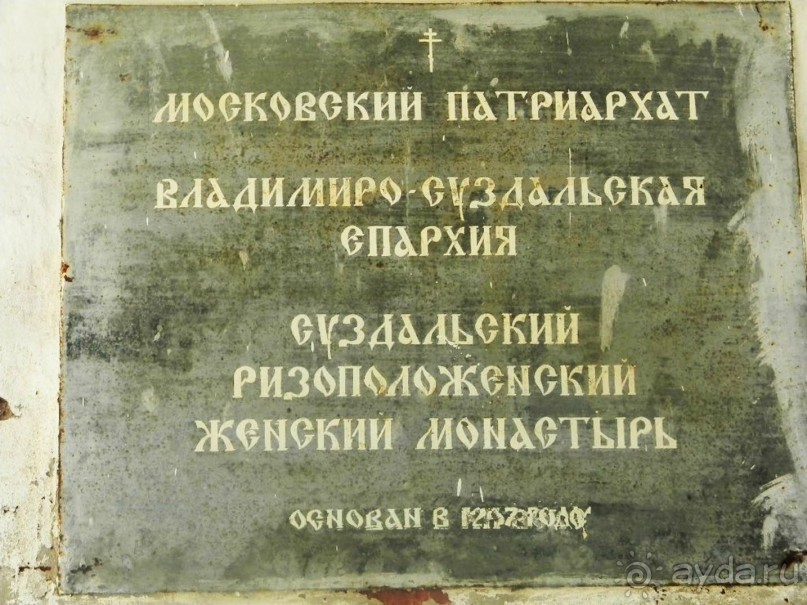 МОСКОВСКИЙ ПАТРИАРХАТ
ВЛАДИМИРО-СУЗДАЛЬСКАЯ
ЕПАРХИЯ
СУЗДАЛЬСКИЙ
РИЗОПОЛОЖЕНСКИЙ
ЖЕНСКИЙ МОНАСТЫРЬ
ОСНОВАН В
ayda.ru